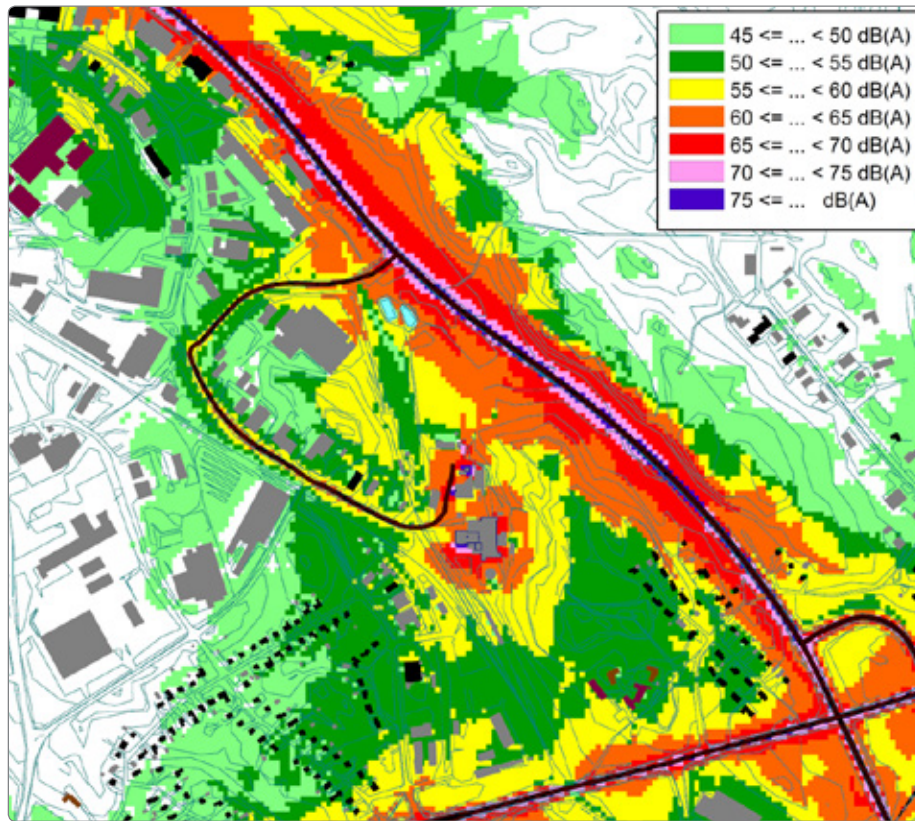 45 <= ... < 50 dB(A)
50 <= ... < 55 dB(A)
55 <= ... < 60 dB(A)
60 <= ... < 65 dB(A)
65 <= ... < 70 dB(A)
70 <= ... < 75 dB(A)
75 <= ... dB(A)